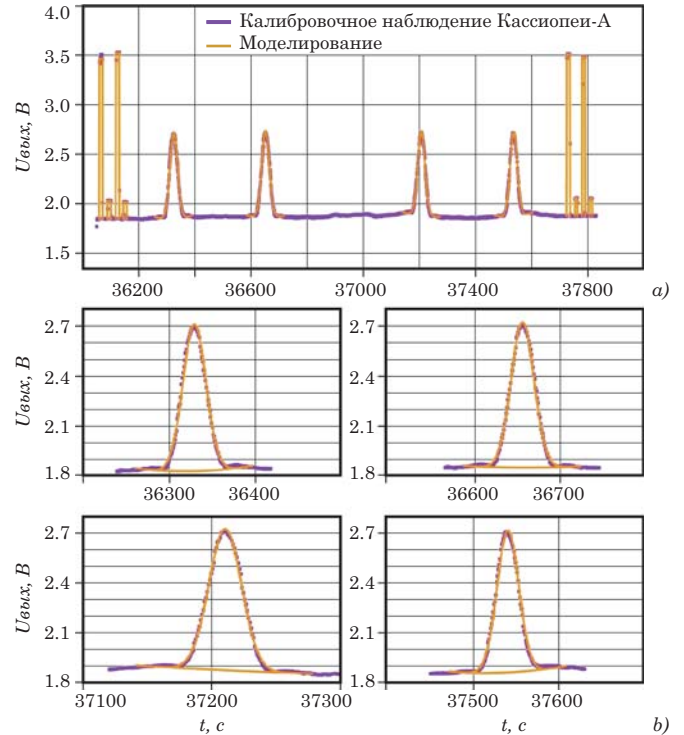 4.0
Калибровочное наблюдение Кассиопеи-А
Моделирование
3.5
3.0
2.5
2.0
1.5
Uвых, В
36200 36600 37000 37400 37800
а)
2.7
2.4
2.1
1.8
Uвых, В
36300 36400
2.7
2.4
2.1
1.8
36600 36700
2.7
2.4
2.1
1.8
Uвых, В
37100 37200 37300
t, с
2.7
2.4
2.1
1.8
37500 37600
t, с
b)